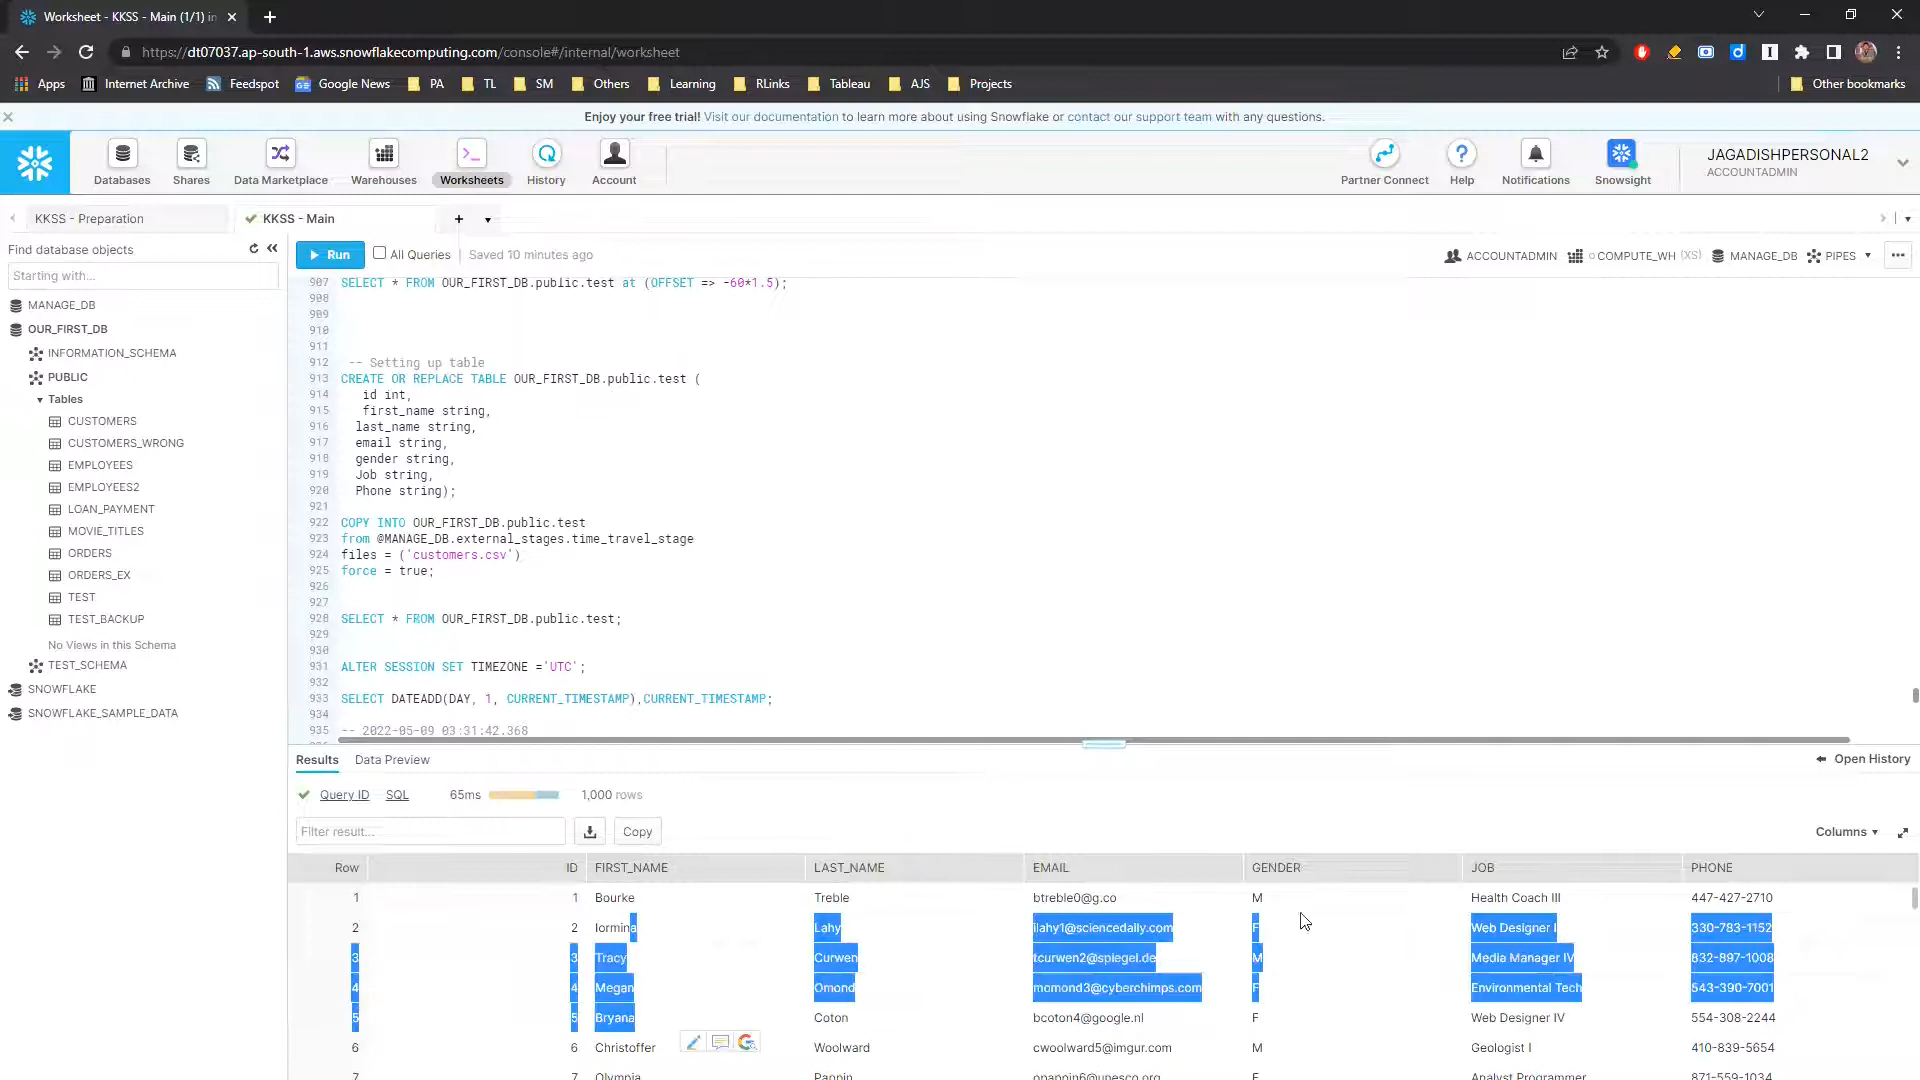 Worksheet - KKSS - Main (1/1) in
https://dt07037.ap-south-1.aws.snowflakecomputing.com/console#/internal/worksheet
Apps Internet Archive Feedspot Google News PA TL SM Others Learning RLinks Tableau AJS Projects Other bookmarks
Enjoy your free trial! Visit our documentation to learn more about using Snowflake or contact our support team with any questions.
Databases Shares Data Marketplace Warehouses Worksheets History Account Partner Connect Help Notifications Snowsight
JAGADISHPERSONAL2
ACCOUNTADMIN
KKSS - Preparation KKSS - Main
Find database objects
Starting with...
MANAGE_DB
OUR_FIRST_DB
INFORMATION_SCHEMA
PUBLIC
Tables
CUSTOMERS
CUSTOMERS_WRONG
EMPLOYEES
EMPLOYEES2
LOAN_PAYMENT
MOVIE_TITLES
ORDERS
ORDERS_EX
TEST
TEST_BACKUP
No Views in this Schema
TEST_SCHEMA
SNOWFLAKE
SNOWFLAKE_SAMPLE_DATA
Run All Queries Saved 10 minutes ago ACCOUNTADMIN COMPUTE_WH (XS) MANAGE_DB PIPES
907 SELECT * FROM OUR_FIRST_DB.public.test at (OFFSET => -60*1.5);
908
909
910
911
912 -- Setting up table
913 CREATE OR REPLACE TABLE OUR_FIRST_DB.public.test (
914 id int,
915 first_name string,
916 last_name string,
917 email string,
918 gender string,
919 Job string,
920 Phone string);
921
922 COPY INTO OUR_FIRST_DB.public.test
923 from @MANAGE_DB.external_stages.time_travel_stage
924 files = ('customers.csv')
925 force = true;
926
927
928 SELECT * FROM OUR_FIRST_DB.public.test;
929
930
931 ALTER SESSION SET TIMEZONE ='UTC';
932
933 SELECT DATEADD(DAY, 1, CURRENT_TIMESTAMP),CURRENT_TIMESTAMP;
934
935 -- 2022-05-09 03:31:42.368
Results Data Preview Open History
Query ID SQL 65ms 1,000 rows
Filter result... Copy Columns
Row ID FIRST_NAME LAST_NAME EMAIL GENDER JOB PHONE
1 1 Bourke Treble btreble0@g.co M Health Coach III 447-427-2710
2 2 Iormina Lahy ilahy1@sciencedaily.com F Web Designer I 330-783-1152
3 3 Tracy Curwen tcurwen2@spiegel.de M Media Manager IV 832-897-1008
4 4 Megan Omond momond3@cyberchimps.com F Environmental Tech 543-390-7001
5 5 Bryana Coton bcoton4@google.nl F Web Designer IV 554-308-2244
6 6 Christoffer Woolward cwoolward5@imgur.com M Geologist I 410-839-5654
7 7 Olympia Pappin opappin6@unesco.org F Analyst Programmer 871-559-1034